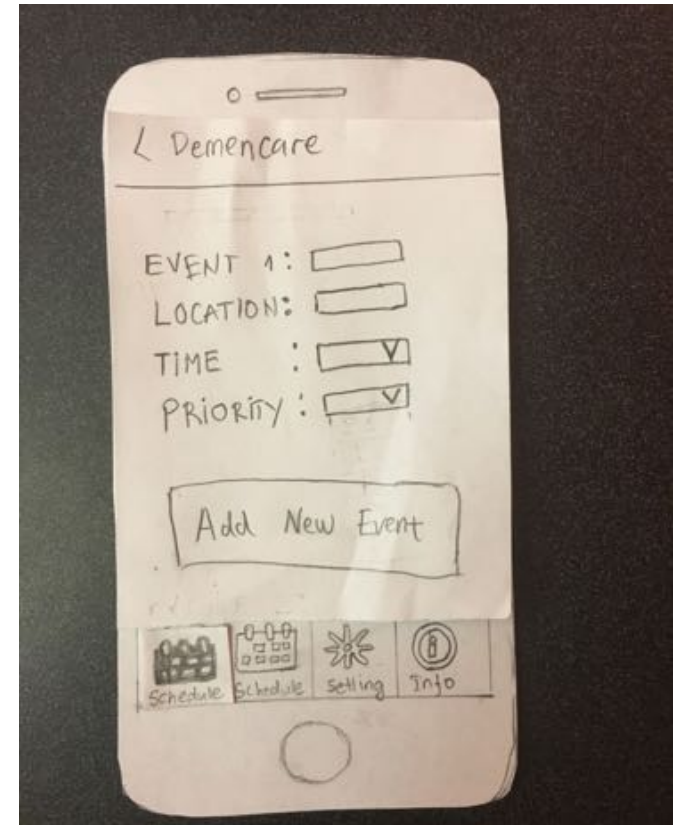 < Demencare
EVENT 1:
LOCATION:
TIME :
PRIORITY :
Add New Event
Schedule Schedule Setting Info